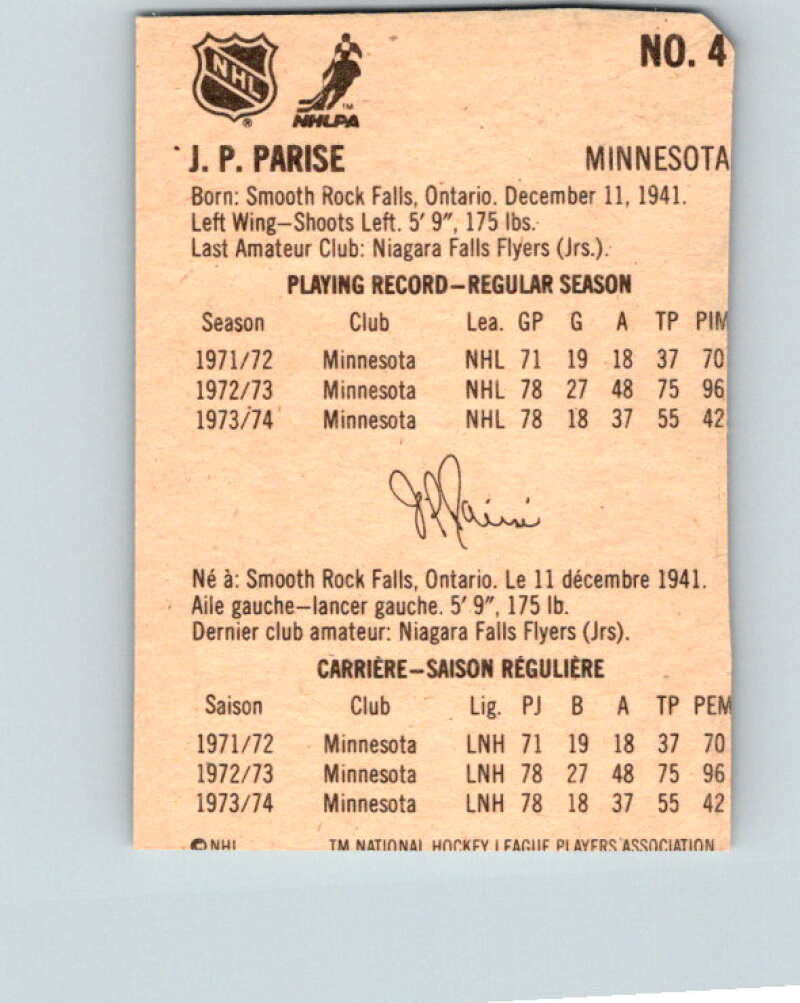 NHL
NHLPA
NO. 4
J. P. PARISE MINNESOTA
Born: Smooth Rock Falls, Ontario. December 11, 1941.
Left Wing—Shoots Left. 5' 9", 175 lbs.
Last Amateur Club: Niagara Falls Flyers (Jrs.).
PLAYING RECORD—REGULAR SEASON
Season Club Lea. GP G A TP PIM
1971/72 Minnesota NHL 71 19 18 37 70
1972/73 Minnesota NHL 78 27 48 75 96
1973/74 Minnesota NHL 78 18 37 55 42
J P Parisé
Né à: Smooth Rock Falls, Ontario. Le 11 décembre 1941.
Aile gauche—lancer gauche. 5' 9", 175 lb.
Dernier club amateur: Niagara Falls Flyers (Jrs).
CARRIÈRE—SAISON RÉGULIÈRE
Saison Club Lig. PJ B A TP PEM
1971/72 Minnesota LNH 71 19 18 37 70
1972/73 Minnesota LNH 78 27 48 75 96
1973/74 Minnesota LNH 78 18 37 55 42
© NHL TM NATIONAL HOCKEY LEAGUE PLAYERS ASSOCIATION